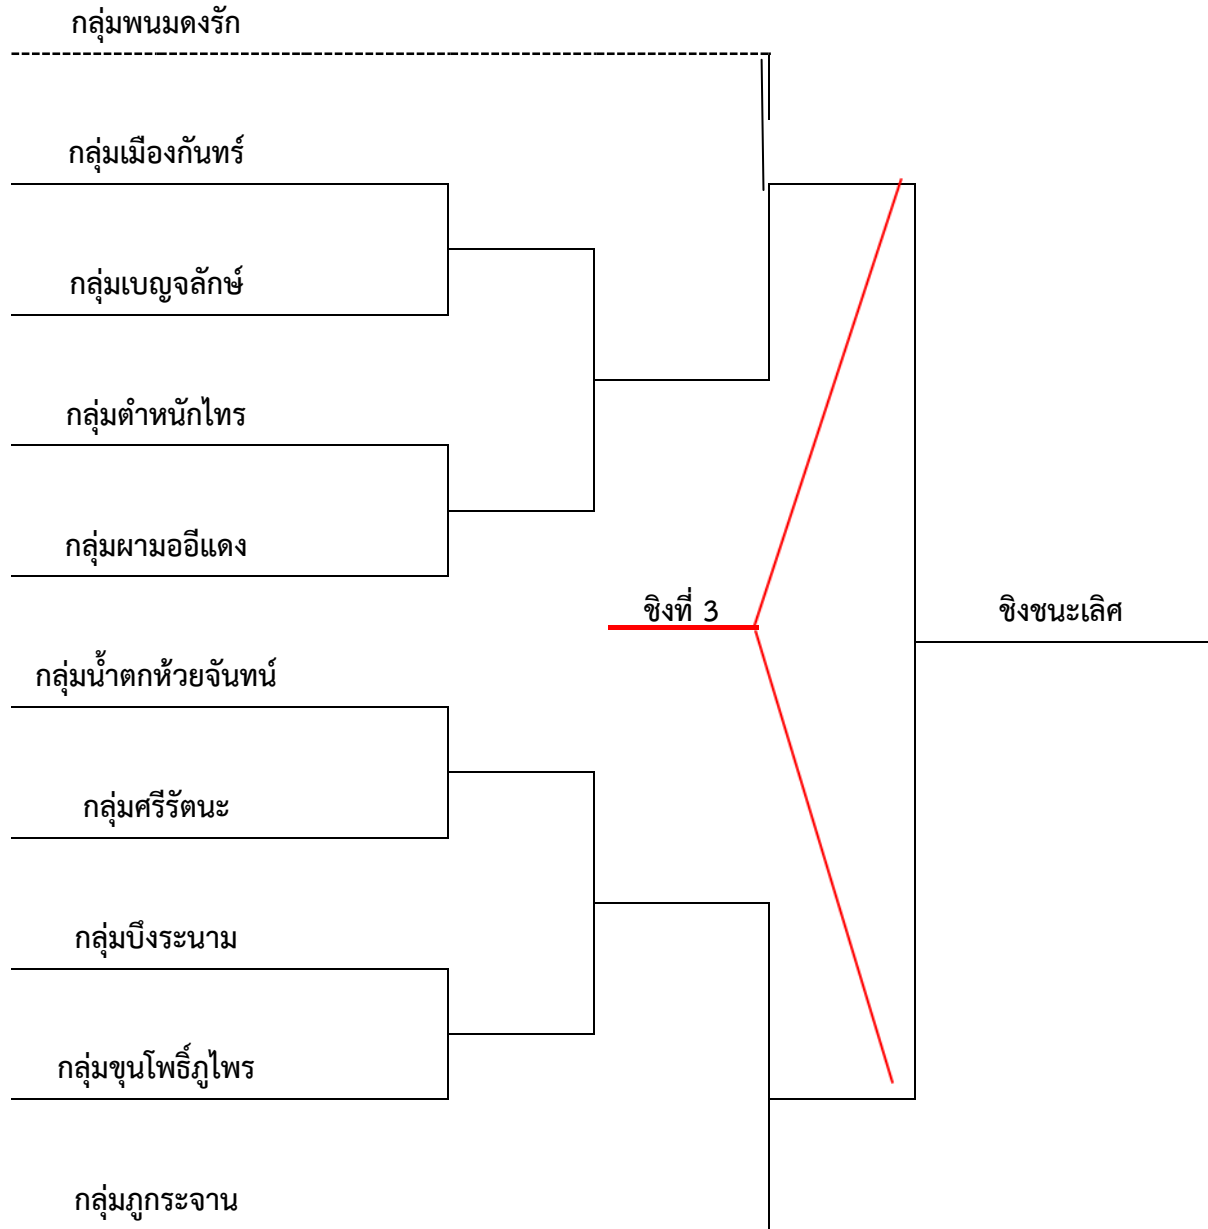 กลุ่มพนมดงรัก
กลุ่มเมืองกันทร์
กลุ่มเบญจลักษ์
กลุ่มตำหนักไทร
กลุ่มผามออีแดง
ชิงที่ 3
ชิงชนะเลิศ
กลุ่มน้ำตกห้วยจันทน์
กลุ่มศรีรัตนะ
กลุ่มบึงระนาม
กลุ่มขุนโพธิ์ภูไพร
กลุ่มภูกระจาน